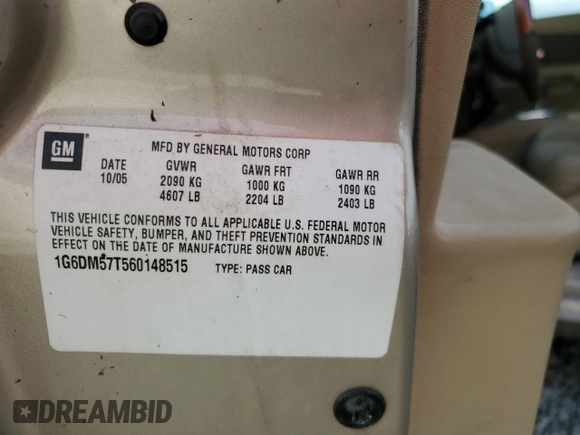 GM
MFD BY GENERAL MOTORS CORP
DATE GVWR GAWR FRT GAWR RR
10/05 2090 KG 1000 KG 1090 KG
4607 LB 2204 LB 2403 LB
THIS VEHICLE CONFORMS TO ALL APPLICABLE U.S. FEDERAL MOTOR
VEHICLE SAFETY, BUMPER, AND THEFT PREVENTION STANDARDS IN
EFFECT ON THE DATE OF MANUFACTURE SHOWN ABOVE.
1G6DM57T560148515 TYPE: PASS CAR
DREAMBID